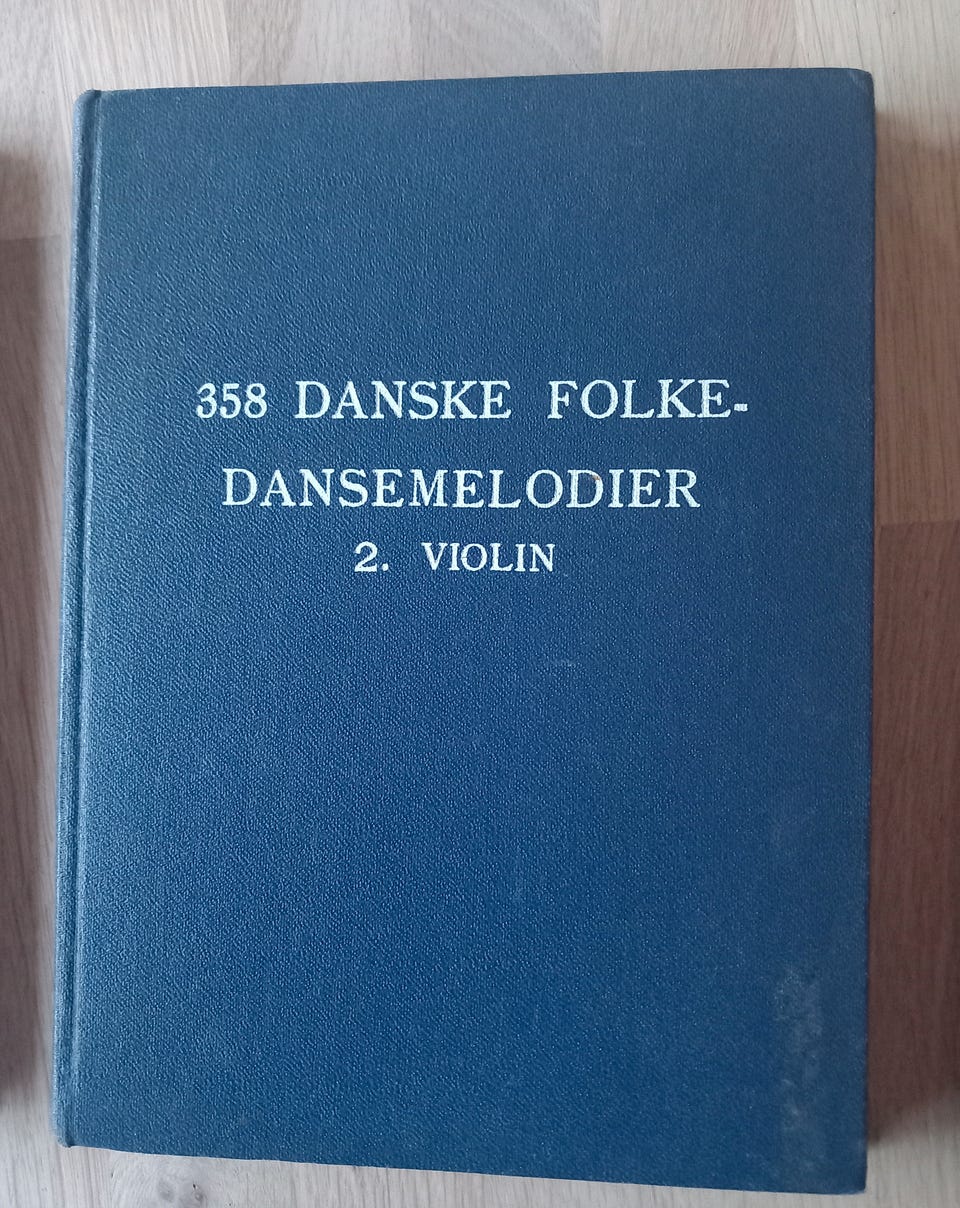 358 DANSKE FOLKE-
DANSEMELODIER
2. VIOLIN